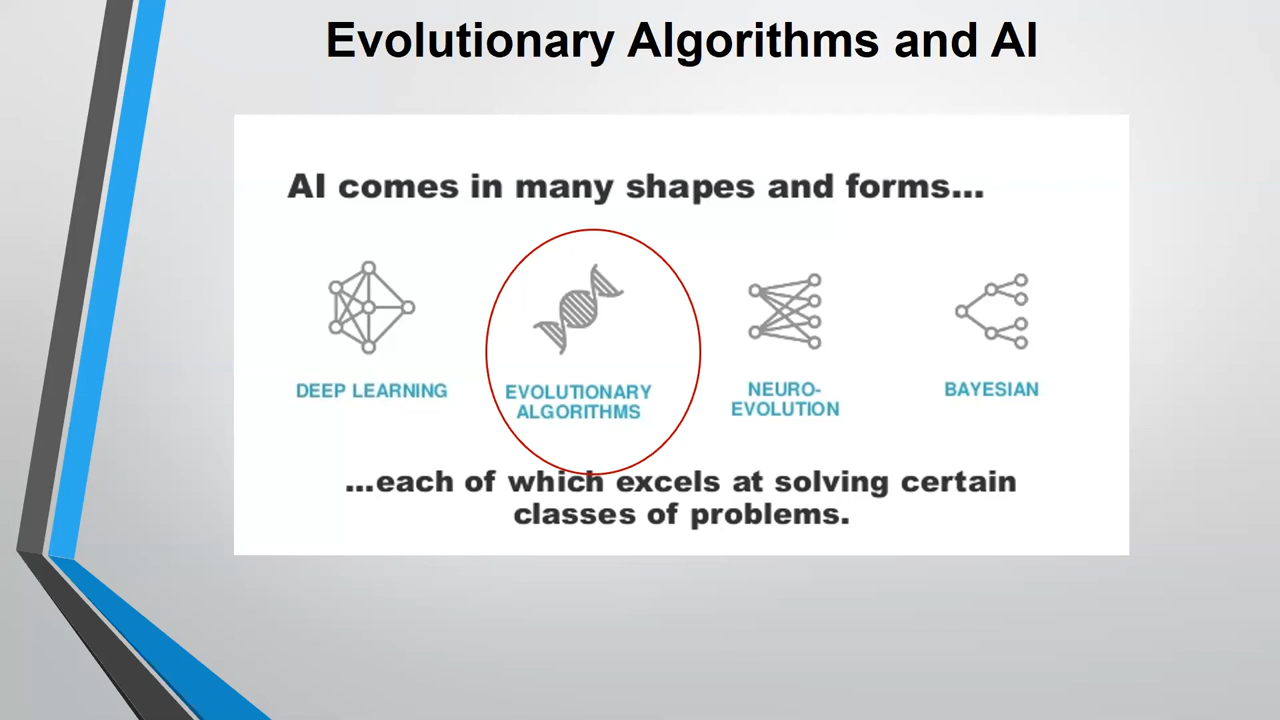 Evolutionary Algorithms and AI
AI comes in many shapes and forms...
DEEP LEARNING
EVOLUTIONARY
ALGORITHMS
NEURO-
EVOLUTION
BAYESIAN
...each of which excels at solving certain
classes of problems.